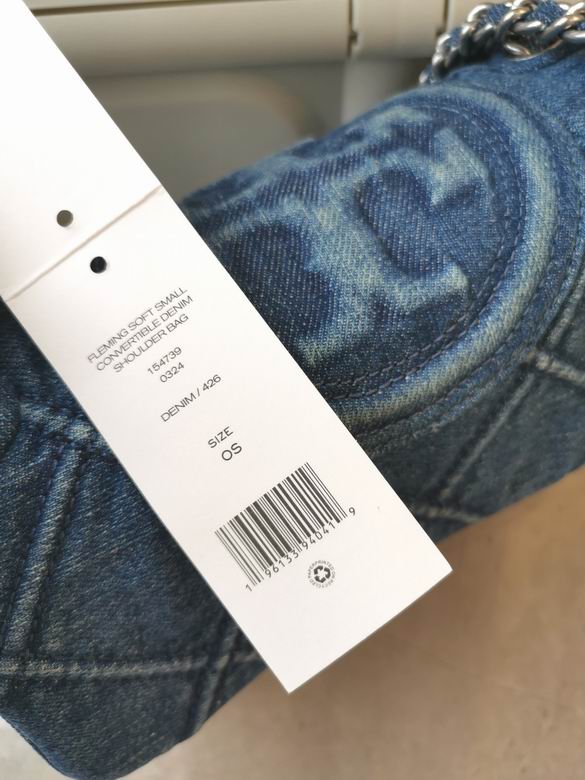 FLEMING SOFT SMALL
CONVERTIBLE DENIM
SHOULDER BAG
154739
0324
DENIM / 426
SIZE
OS
1 96133 94041 9